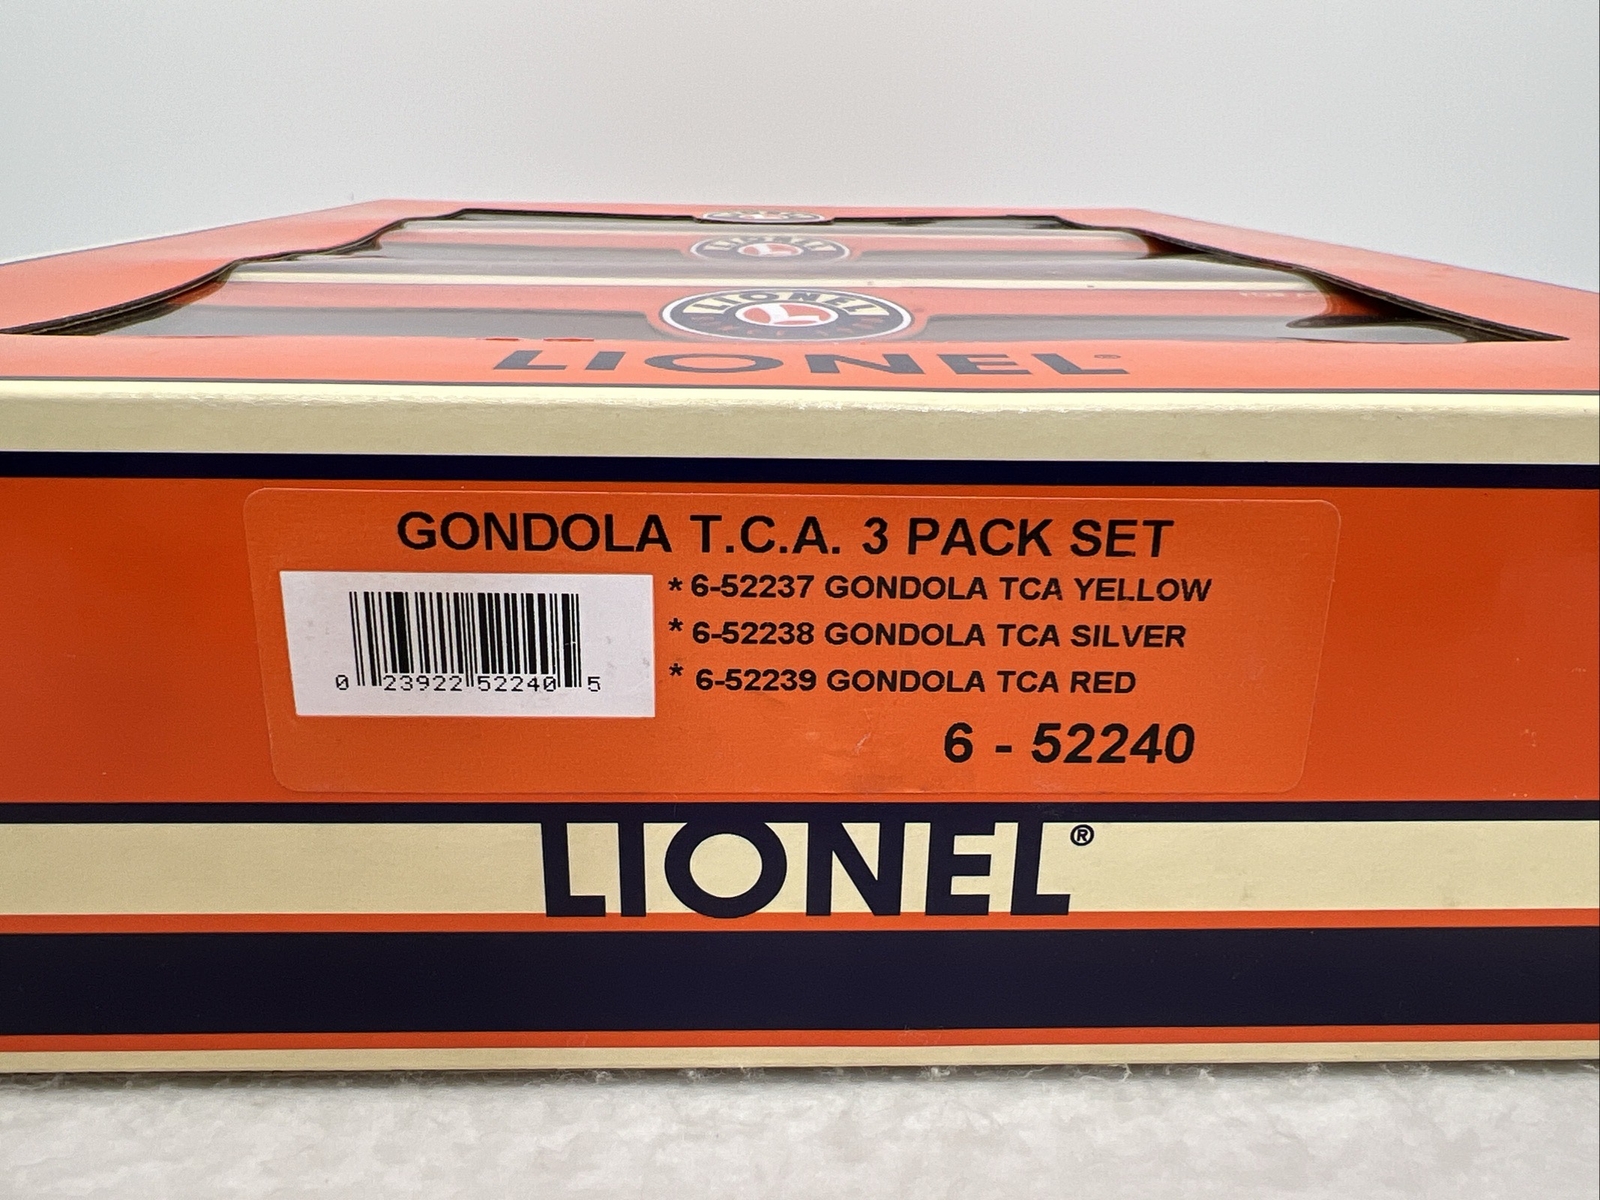 LIONEL
LIONEL®
GONDOLA T.C.A. 3 PACK SET
* 6-52237 GONDOLA TCA YELLOW
* 6-52238 GONDOLA TCA SILVER
* 6-52239 GONDOLA TCA RED
0 23922 52240 5
6 - 52240
LIONEL®